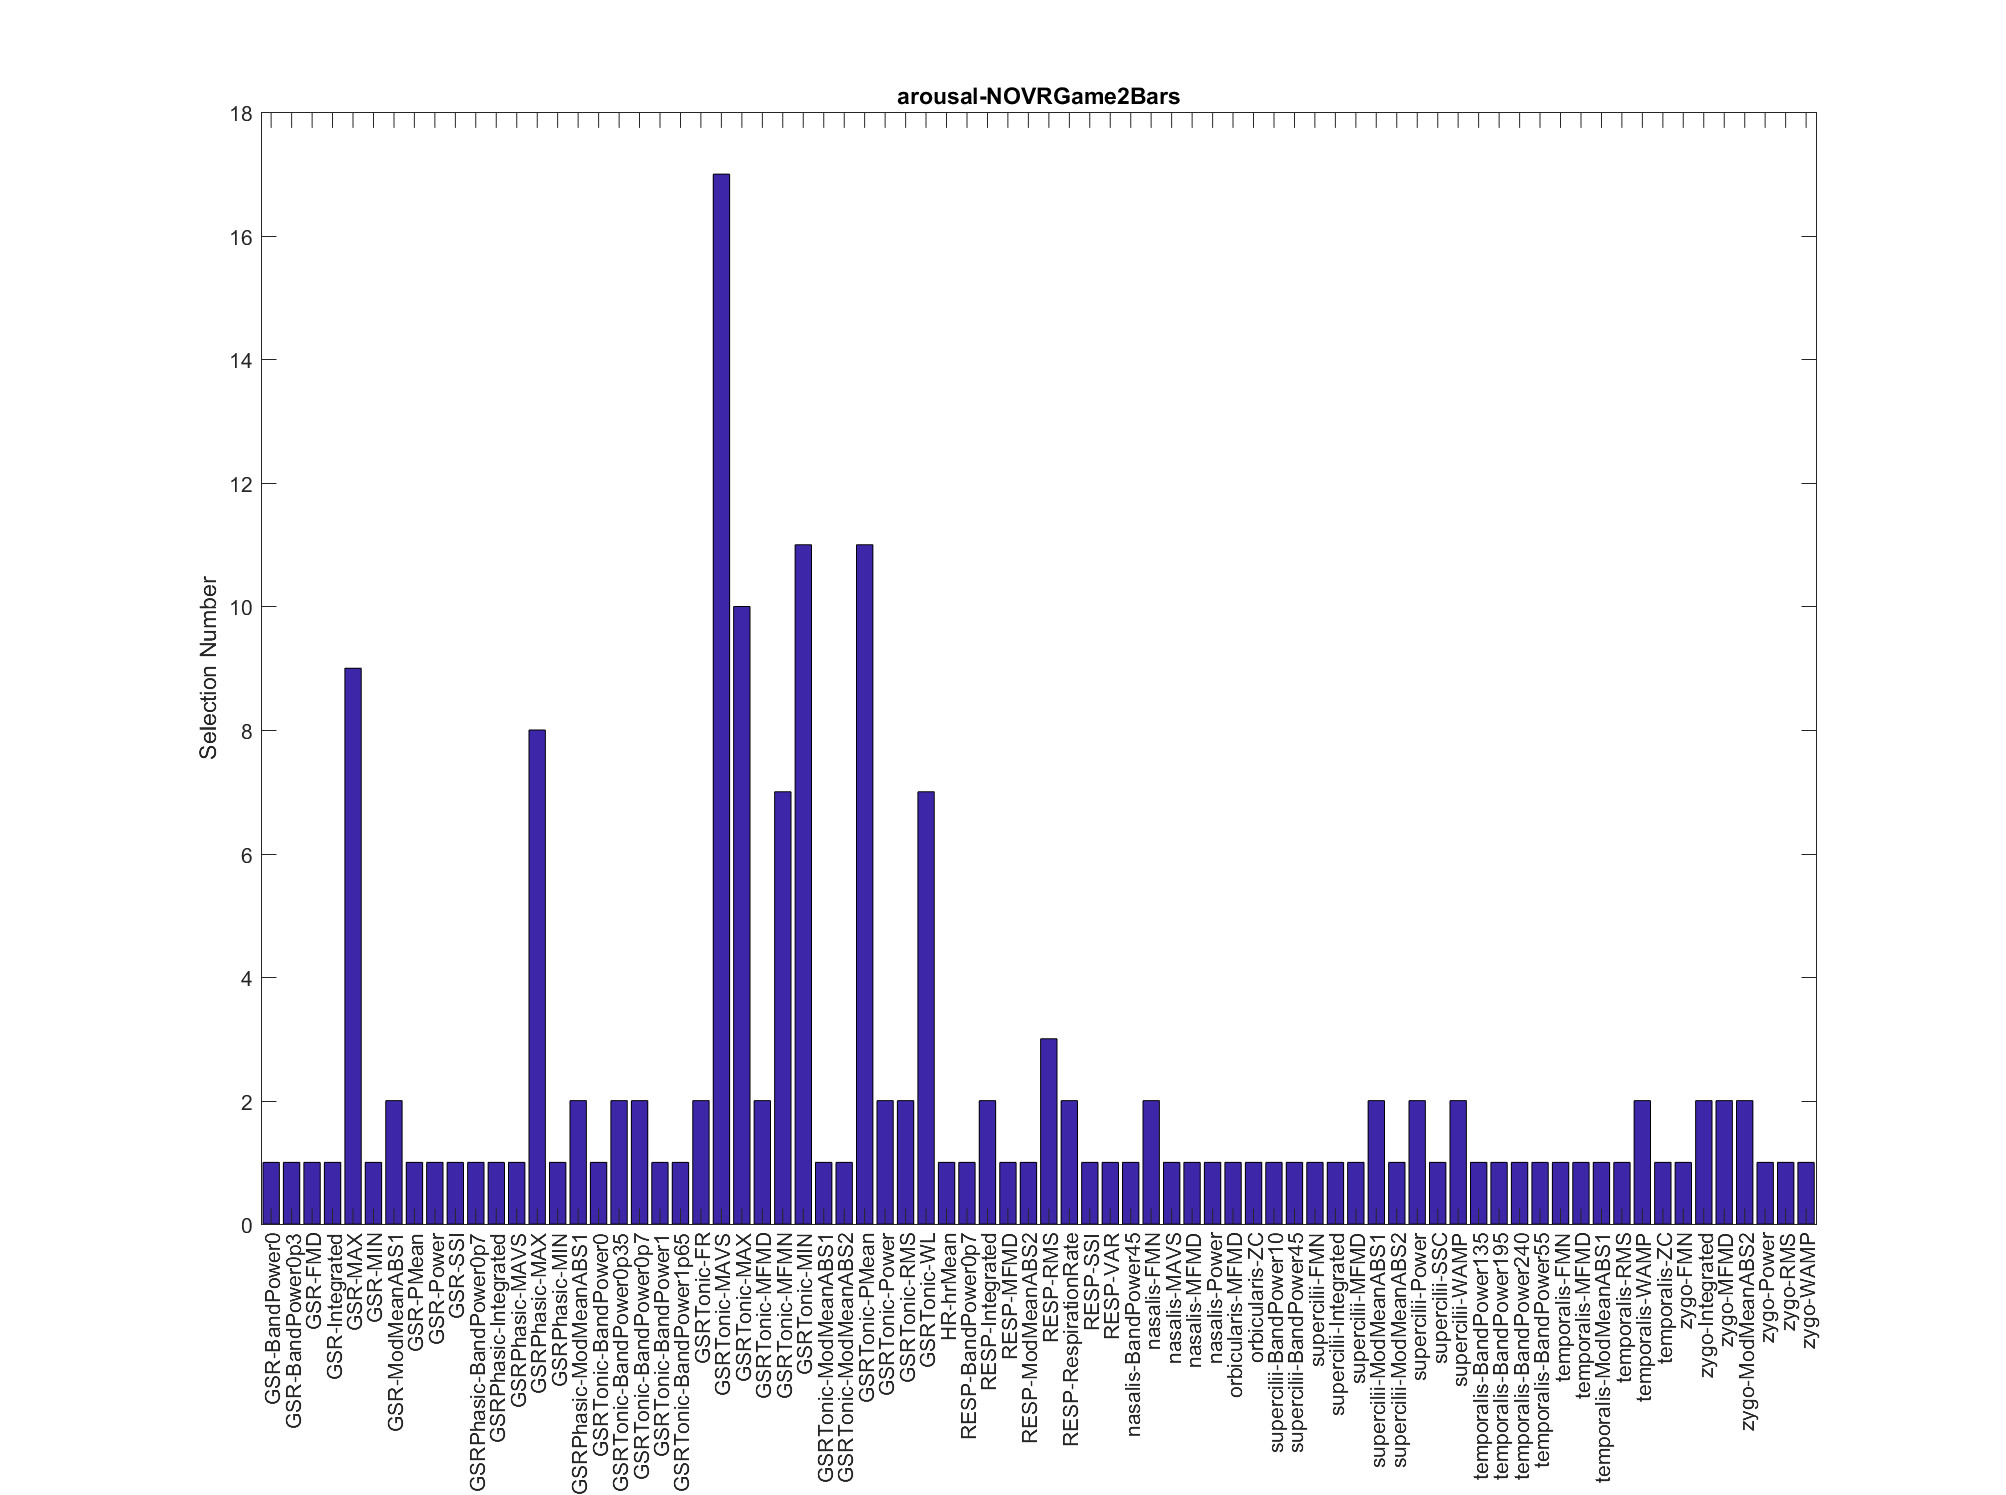 arousal-NOVRGame2Bars
18
16
14
12
10
8
6
4
2
0
Selection Number
GSR-BandPower0
GSR-BandPower0p3
GSR-FMD
GSR-Integrated
GSR-MAX
GSR-MIN
GSR-ModMeanABS1
GSR-PMean
GSR-Power
GSR-SSI
GSRPhasic-BandPower0p7
GSRPhasic-Integrated
GSRPhasic-MAVS
GSRPhasic-MAX
GSRPhasic-MIN
GSRPhasic-ModMeanABS1
GSRTonic-BandPower0
GSRTonic-BandPower0p35
GSRTonic-BandPower0p7
GSRTonic-BandPower1
GSRTonic-BandPower1p65
GSRTonic-FR
GSRTonic-MAVS
GSRTonic-MAX
GSRTonic-MFMD
GSRTonic-MFMN
GSRTonic-MIN
GSRTonic-ModMeanABS1
GSRTonic-ModMeanABS2
GSRTonic-PMean
GSRTonic-Power
GSRTonic-RMS
GSRTonic-WL
HR-hrMean
RESP-BandPower0p7
RESP-Integrated
RESP-MFMD
RESP-ModMeanABS2
RESP-RMS
RESP-RespirationRate
RESP-SSI
RESP-VAR
nasalis-BandPower45
nasalis-FMN
nasalis-MAVS
nasalis-MFMD
nasalis-Power
orbicularis-MFMD
orbicularis-ZC
supercilii-BandPower10
supercilii-BandPower45
supercilii-FMN
supercilii-Integrated
supercilii-MFMD
supercilii-ModMeanABS1
supercilii-ModMeanABS2
supercilii-Power
supercilii-SSC
supercilii-WAMP
temporalis-BandPower135
temporalis-BandPower195
temporalis-BandPower240
temporalis-BandPower55
temporalis-FMN
temporalis-MFMD
temporalis-ModMeanABS1
temporalis-RMS
temporalis-WAMP
temporalis-ZC
zygo-FMN
zygo-Integrated
zygo-MFMD
zygo-ModMeanABS2
zygo-Power
zygo-RMS
zygo-WAMP